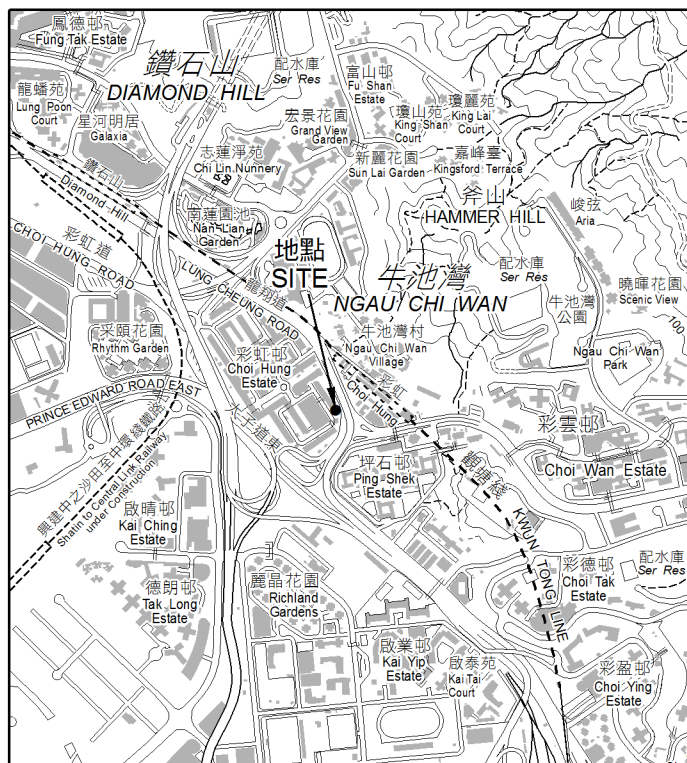 鳳德邨
Fung Tak Estate
鑽石山
DIAMOND HILL
配水庫
Ser Res
富山邨
Fu Shan
Estate
瓊山苑
King Shan
Court
瓊麗苑
King Lai
Court
龍蟠苑
Lung Poon
Court
星河明居
Galaxia
宏景花園
Grand View
Garden
志蓮淨苑
Chi Lin Nunnery
新麗花園
Sun Lai Garden
嘉峰臺
Kingsford Terrace
鑽石山
Diamond Hill
斧山
HAMMER HILL
峻弦
Aria
南蓮園池
Nan Lian
Garden
彩虹道
CHOI HUNG ROAD
地點
SITE
龍翔道
LUNG CHEUNG ROAD
牛池灣
NGAU CHI WAN
配水庫
Ser Res
曉暉花園
Scenic View
牛池灣
公園
Ngau Chi Wan
Park
100
采頤花園
Rhythm Garden
彩虹邨
Choi Hung
Estate
牛池灣村
Ngau Chi Wan
Village
彩虹
Choi Hung
PRINCE EDWARD ROAD EAST
太子道東
彩雲邨
Choi Wan Estate
坪石邨
Ping Shek
Estate
觀塘綫
KWUN TONG LINE
興建中之沙田至中環綫鐵路
Shatin to Central Link Railway
under Construction
啟晴邨
Kai Ching
Estate
德朗邨
Tak Long
Estate
麗晶花園
Richland
Gardens
彩德邨
Choi Tak
Estate
配水庫
Ser Res
啟業邨
Kai Yip
Estate
啟泰苑
Kai Tai
Court
彩盈邨
Choi Ying
Estate